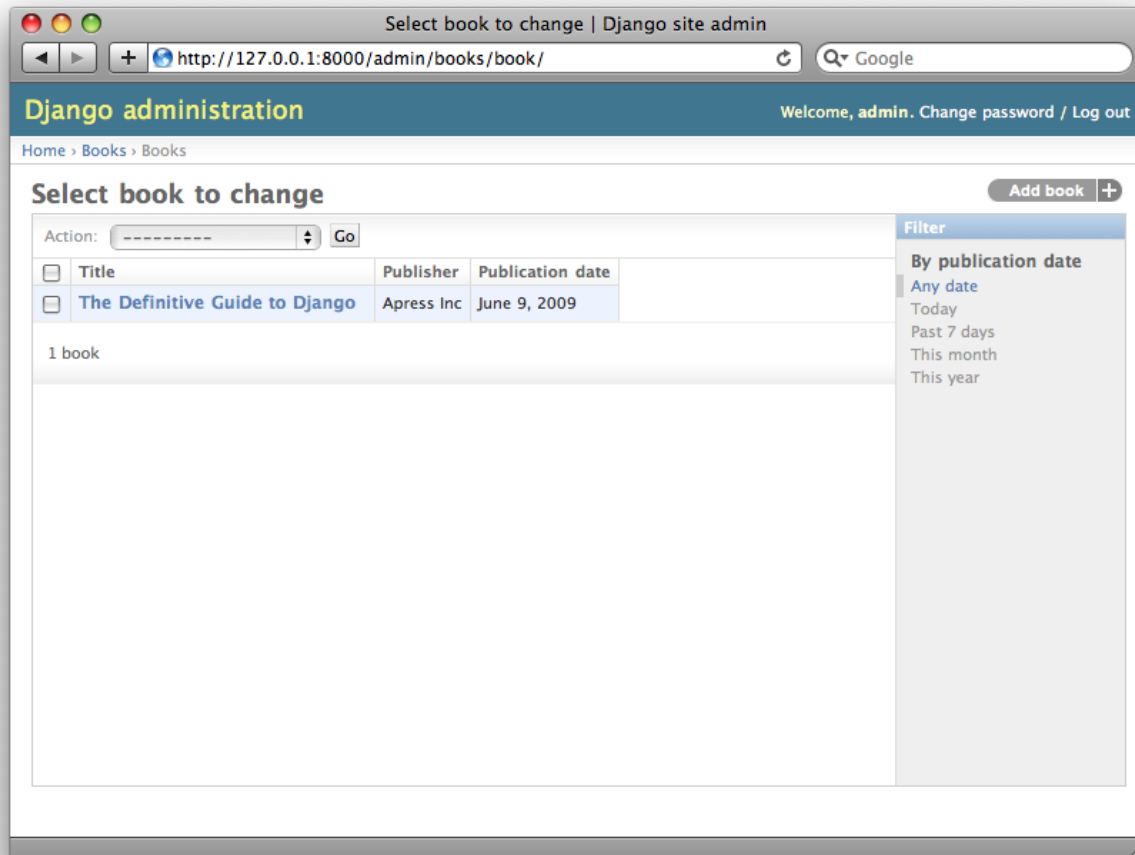 Select book to change | Django site admin
http://127.0.0.1:8000/admin/books/book/
Google
Django administration
Welcome, admin. Change password / Log out
Home › Books › Books
Select book to change
Add book +
Action: --------- Go
Filter
By publication date
Any date
Today
Past 7 days
This month
This year
Title Publisher Publication date
The Definitive Guide to Django Apress Inc June 9, 2009
1 book